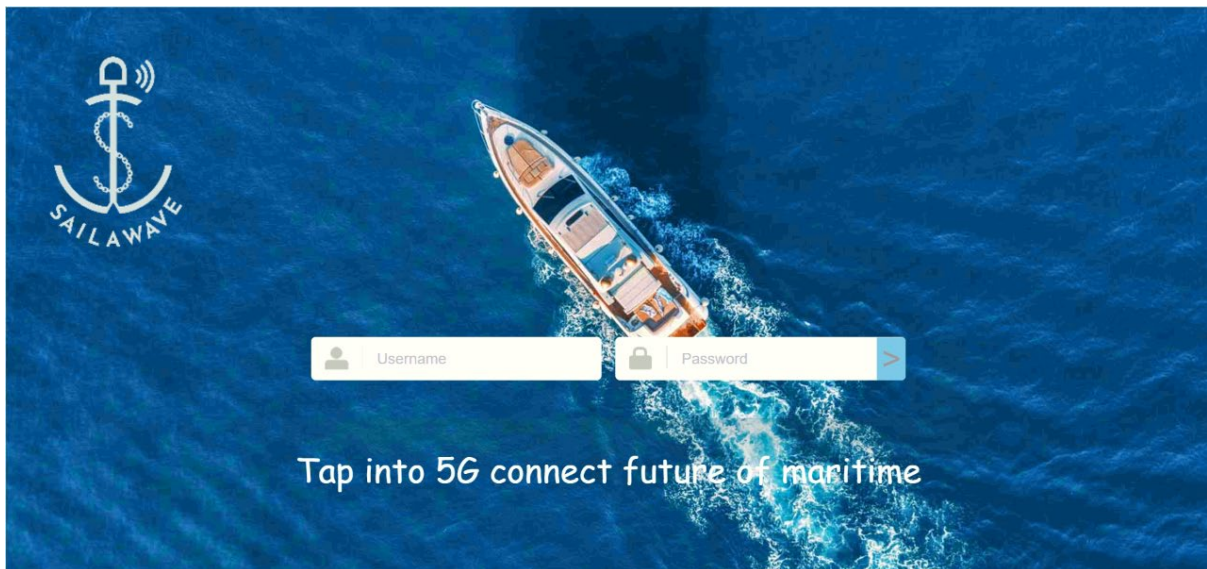 SAILAWAVE
Username
Password
>
Tap into 5G connect future of maritime